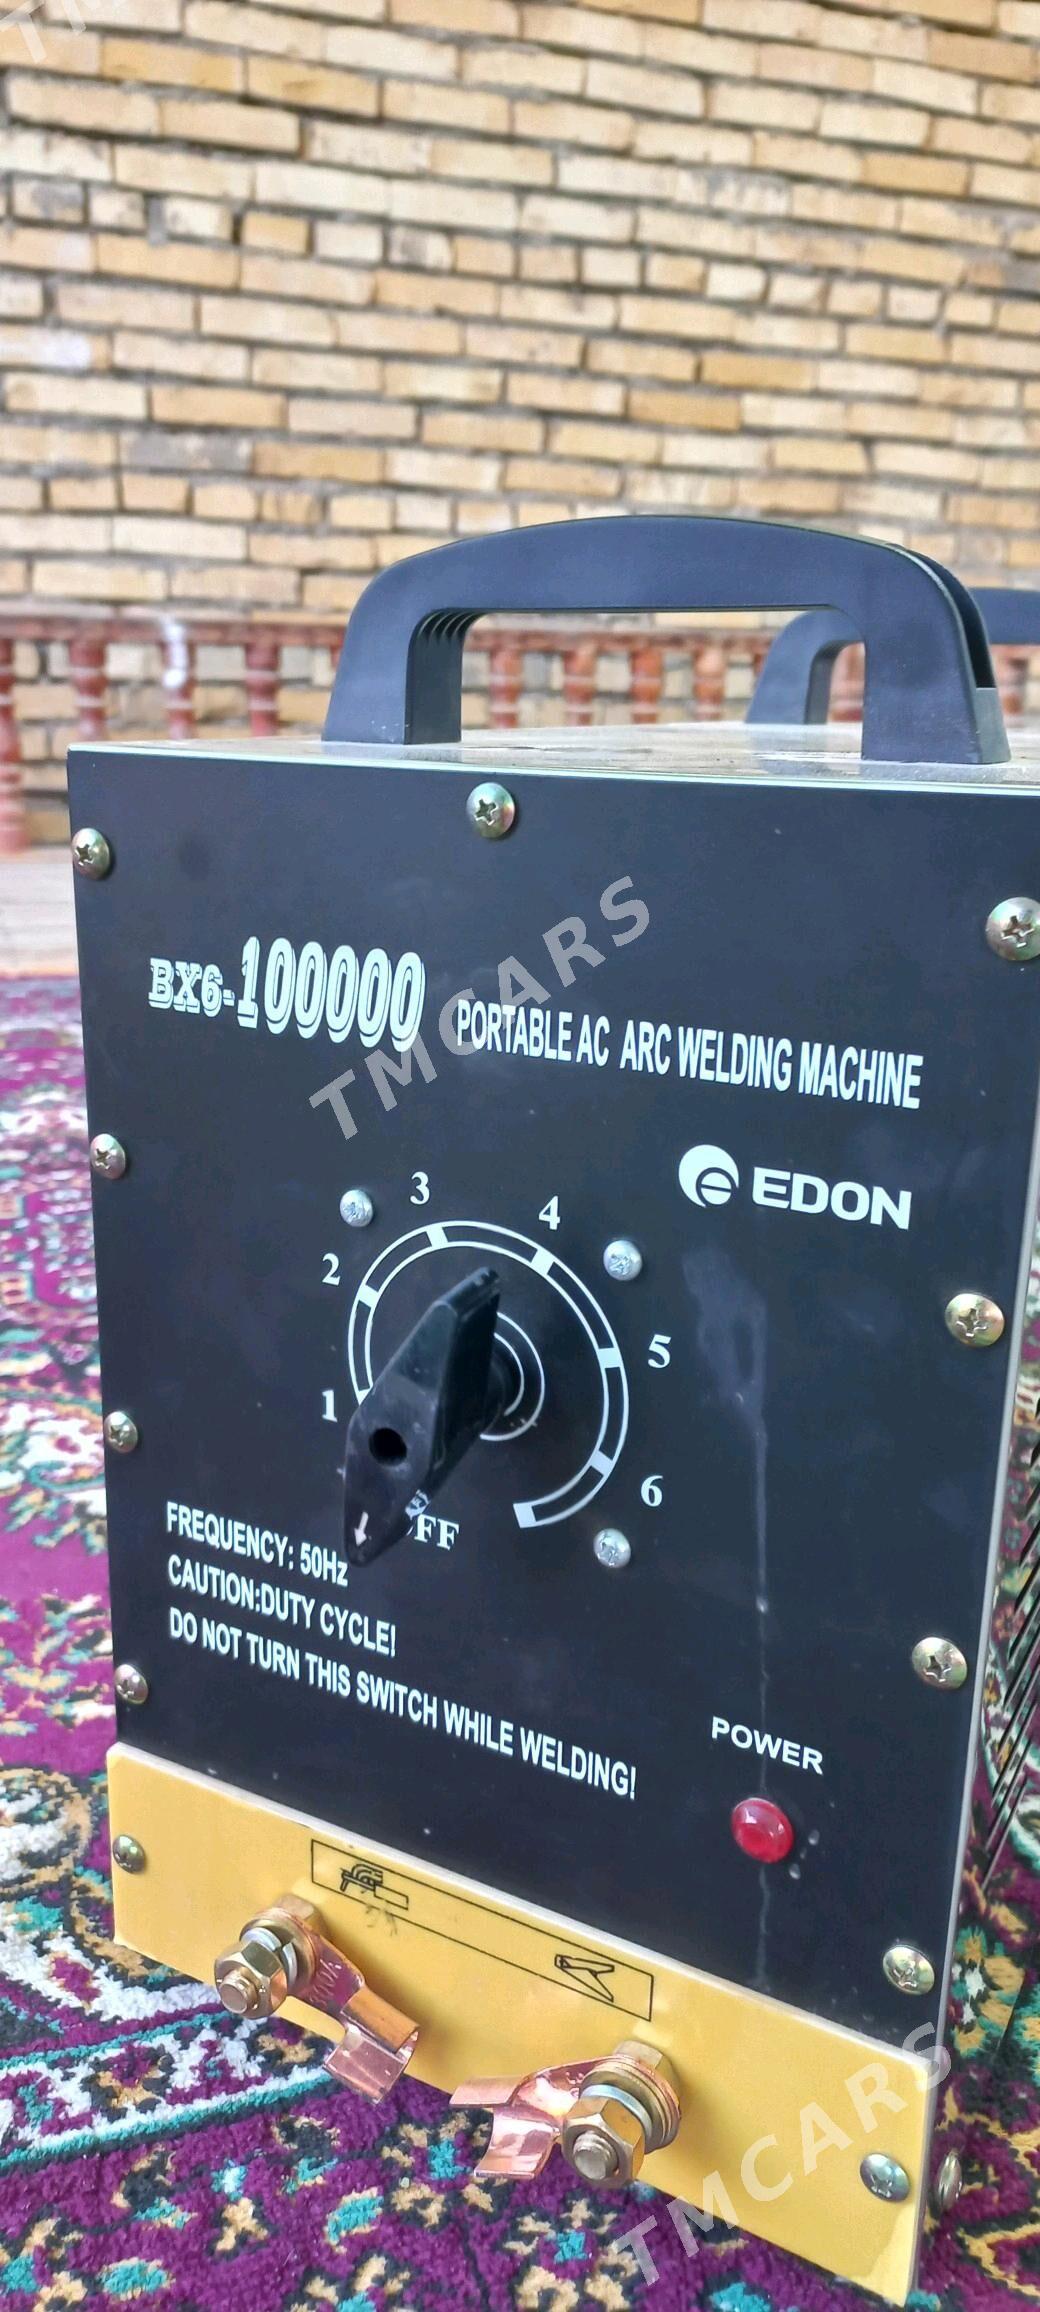 BX6-100000 PORTABLE AC ARC WELDING MACHINE
EDON
3
4
2
5
1
6
FF
FREQUENCY: 50Hz
CAUTION:DUTY CYCLE!
DO NOT TURN THIS SWITCH WHILE WELDING!
POWER
TMCARS
TMCARS